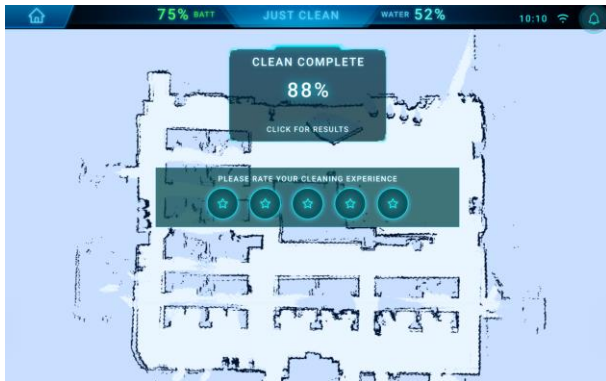 75% BATT
JUST CLEAN
WATER 52%
10:10
CLEAN COMPLETE
88%
CLICK FOR RESULTS
PLEASE RATE YOUR CLEANING EXPERIENCE